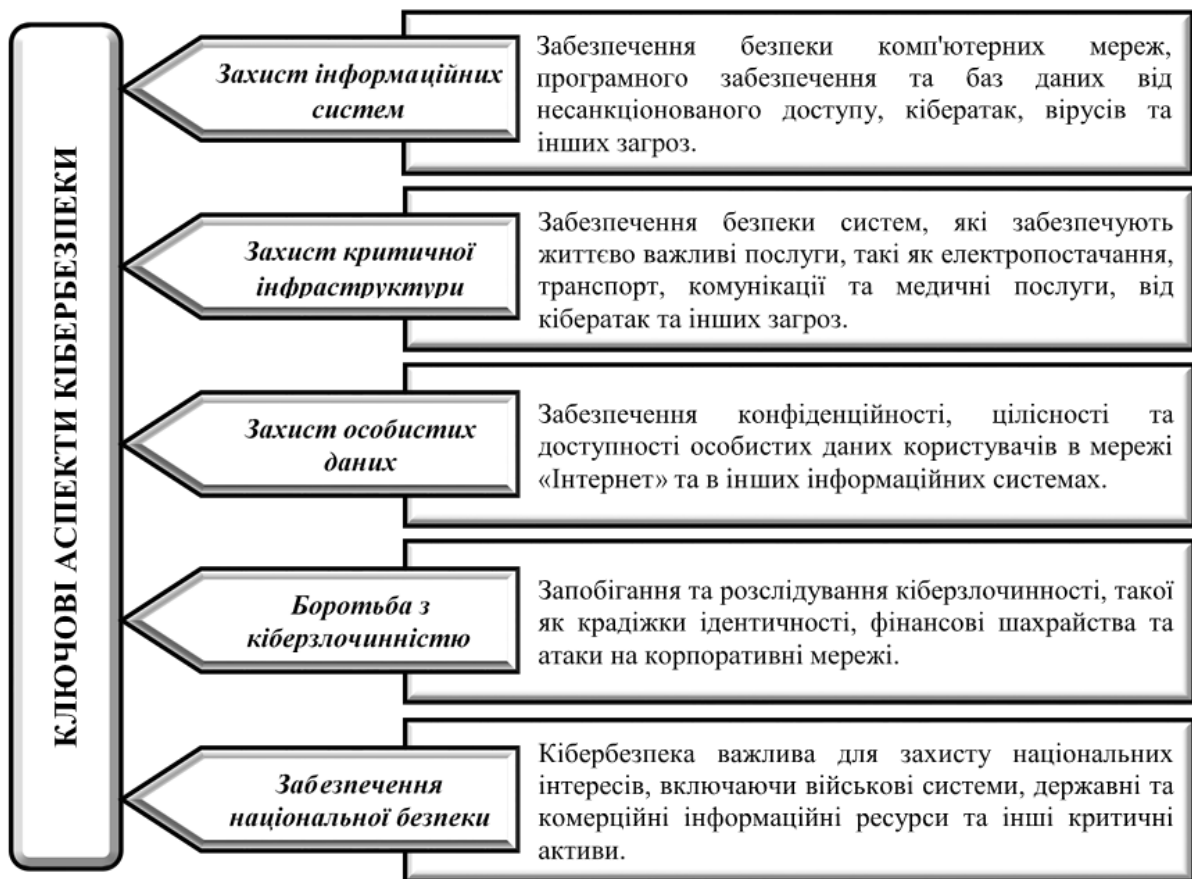 КЛЮЧОВІ АСПЕКТИ КІБЕРБЕЗПЕКИ
Захист інформаційних
систем
Забезпечення безпеки комп'ютерних мереж,
програмного забезпечення та баз даних від
несанкціонованого доступу, кібератак, вірусів та
інших загроз.
Захист критичної
інфраструктури
Забезпечення безпеки систем, які забезпечують
життєво важливі послуги, такі як електропостачання,
транспорт, комунікації та медичні послуги, від
кібератак та інших загроз.
Захист особистих
даних
Забезпечення конфіденційності, цілісності та
доступності особистих даних користувачів в мережі
«Інтернет» та в інших інформаційних системах.
Боротьба з
кіберзлочинністю
Запобігання та розслідування кіберзлочинності, такої
як крадіжки ідентичності, фінансові шахрайства та
атаки на корпоративні мережі.
Забезпечення
національної безпеки
Кібербезпека важлива для захисту національних
інтересів, включаючи військові системи, державні та
комерційні інформаційні ресурси та інші критичні
активи.